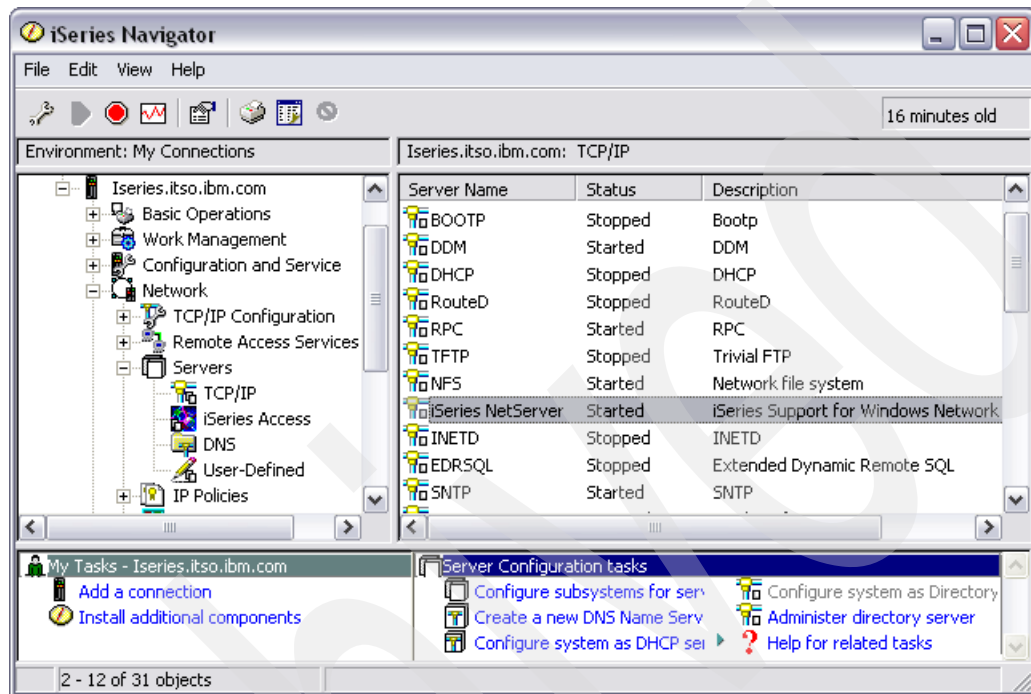 iSeries Navigator
File Edit View Help
16 minutes old
Environment: My Connections
Iseries.itso.ibm.com: TCP/IP
Iseries.itso.ibm.com
Basic Operations
Work Management
Configuration and Service
Network
TCP/IP Configuration
Remote Access Services
Servers
TCP/IP
iSeries Access
DNS
User-Defined
IP Policies
Server Name Status Description
BOOTP Stopped Bootp
DDM Started DDM
DHCP Stopped DHCP
RouteD Stopped RouteD
RPC Started RPC
TFTP Stopped Trivial FTP
NFS Started Network file system
iSeries NetServer Started iSeries Support for Windows Network
INETD Stopped INETD
EDRSQL Stopped Extended Dynamic Remote SQL
SNTP Started SNTP
My Tasks - Iseries.itso.ibm.com
Add a connection
Install additional components
Server Configuration tasks
Configure subsystems for serv
Create a new DNS Name Serv
Configure system as DHCP ser
Configure system as Directory
Administer directory server
Help for related tasks
2 - 12 of 31 objects